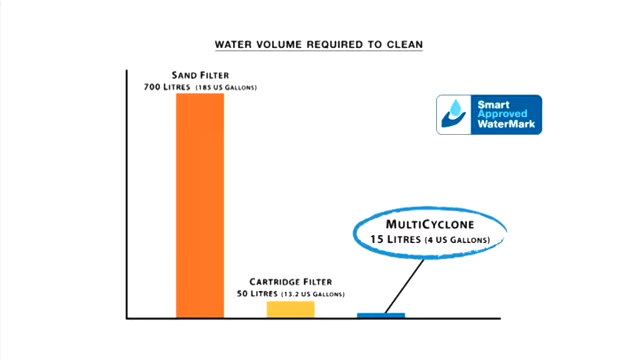 WATER VOLUME REQUIRED TO CLEAN
SAND FILTER
700 LITRES (185 US GALLONS)
Smart
Approved
WaterMark
MULTICYCLONE
15 LITRES (4 US GALLONS)
CARTRIDGE FILTER
50 LITRES (13.2 US GALLONS)